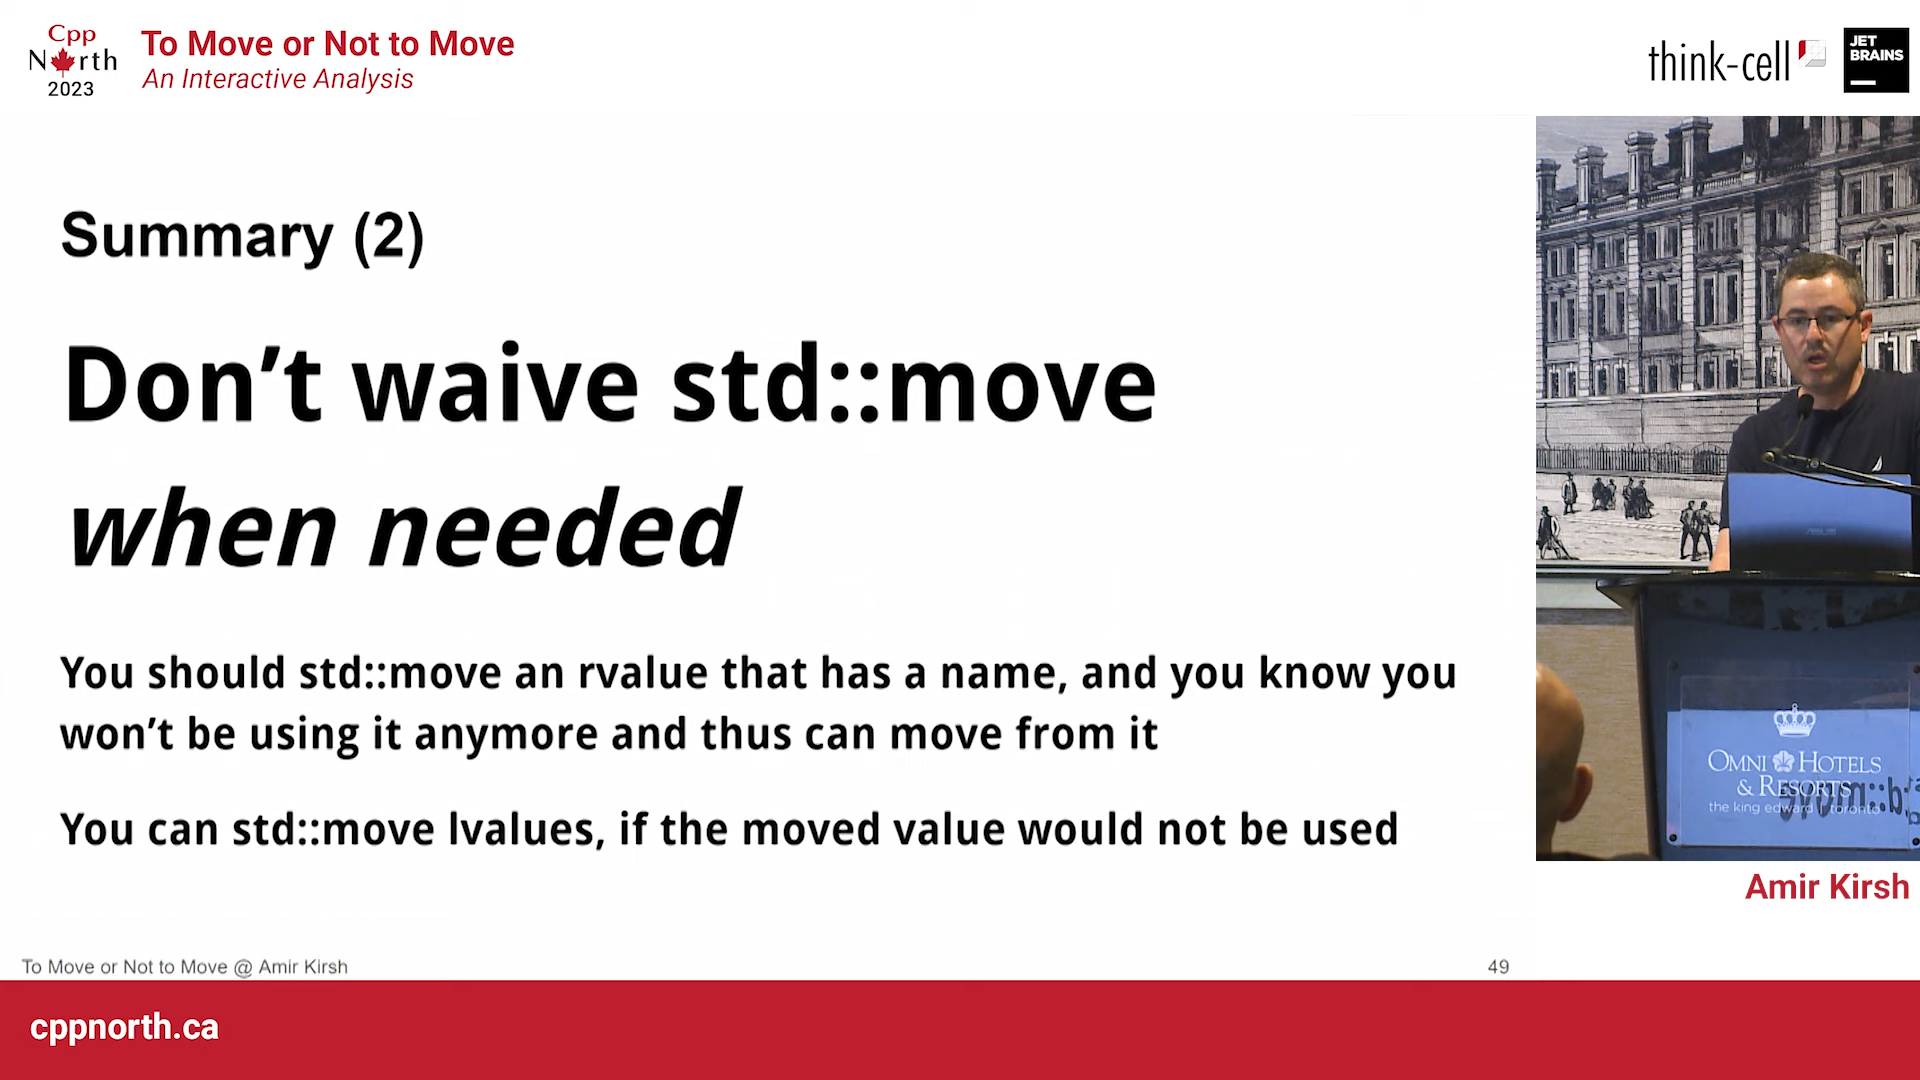 Cpp
North
2023
To Move or Not to Move
An Interactive Analysis
think-cell
JET
BRAINS
Summary (2)
Don’t waive std::move
when needed
You should std::move an rvalue that has a name, and you know you
won’t be using it anymore and thus can move from it
You can std::move lvalues, if the moved value would not be used
OMNI HOTELS
& RESORTS
the king edward | toronto
Amir Kirsh
To Move or Not to Move @ Amir Kirsh
49
cppnorth.ca